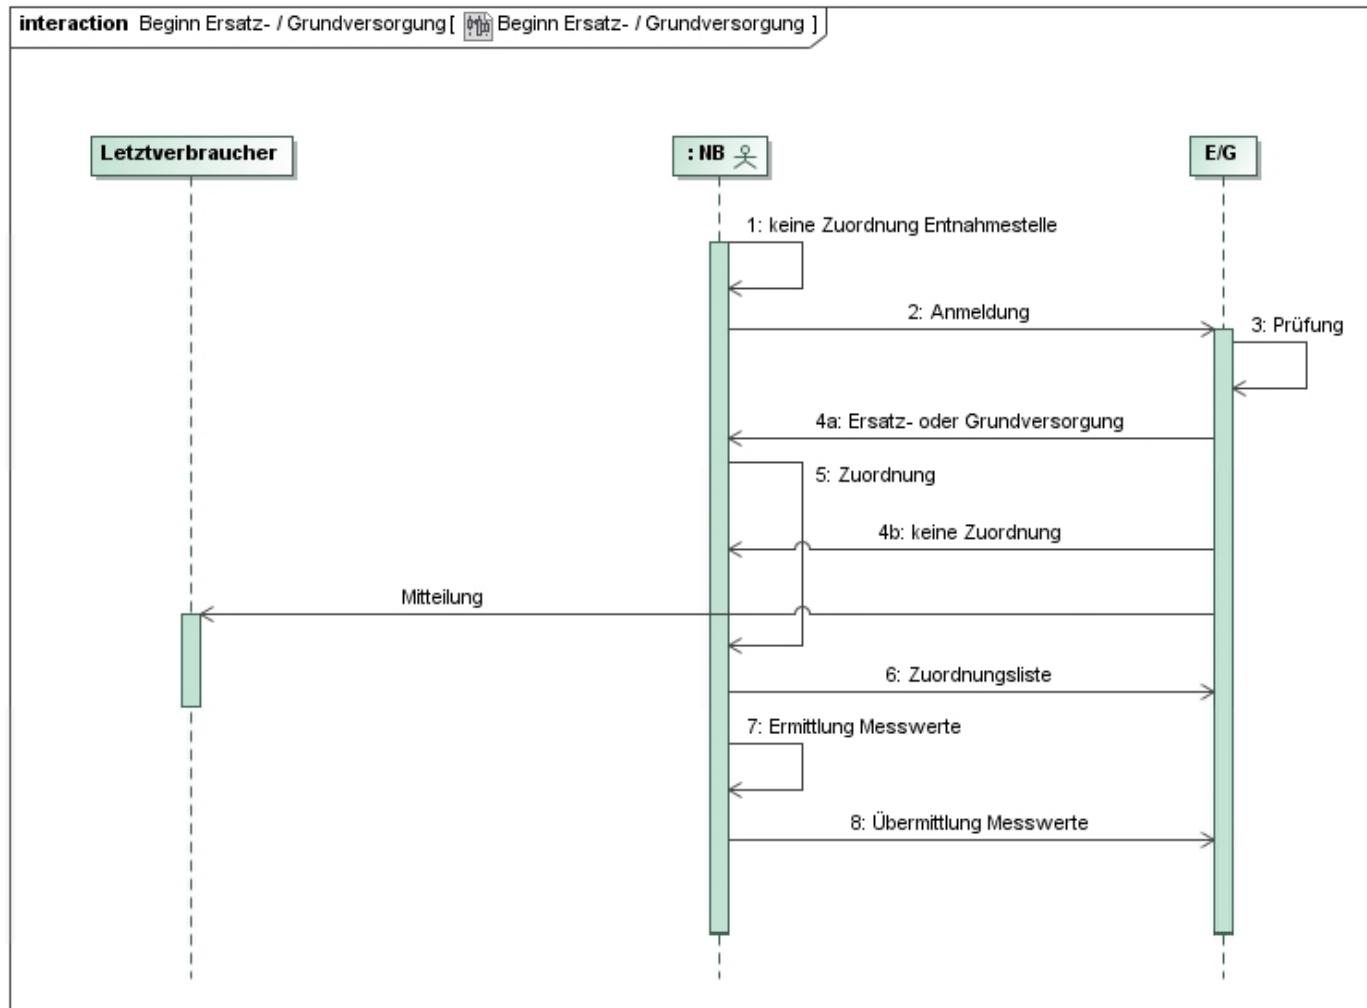 interaction Beginn Ersatz- / Grundversorgung[ Beginn Ersatz- / Grundversorgung ]
Letztverbraucher
: NB
E/G
1: keine Zuordnung Entnahmestelle
2: Anmeldung
3: Prüfung
4a: Ersatz- oder Grundversorgung
5: Zuordnung
4b: keine Zuordnung
Mitteilung
6: Zuordnungsliste
7: Ermittlung Messwerte
8: Übermittlung Messwerte